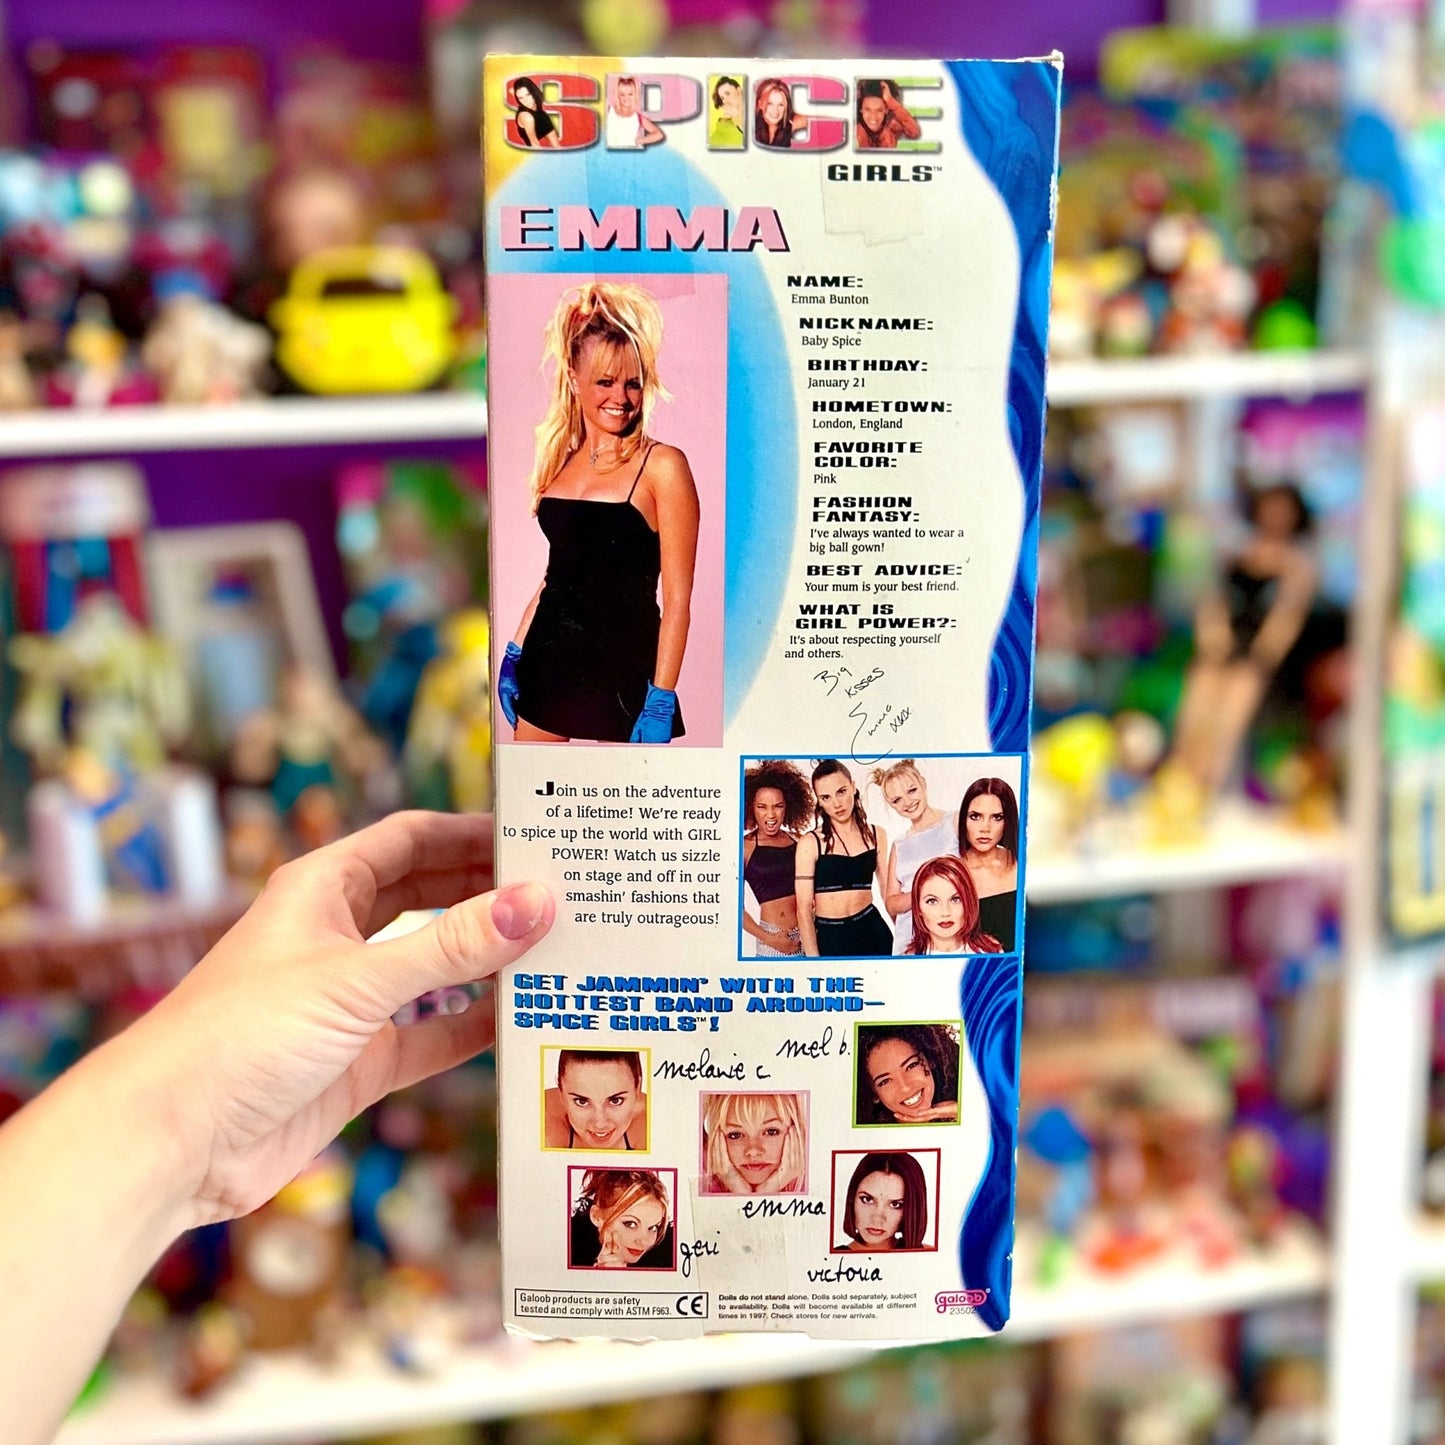 SPICE
GIRLS™
EMMA
NAME:
Emma Bunton
NICKNAME:
Baby Spice
BIRTHDAY:
January 21
HOMETOWN:
London, England
FAVORITE
COLOR:
Pink
FASHION
FANTASY:
I've always wanted to wear a
big ball gown!
BEST ADVICE:
Your mum is your best friend.
WHAT IS
GIRL POWER?:
It's about respecting yourself
and others.
Big
Kisses
Emma
xxx
Join us on the adventure
of a lifetime! We're ready
to spice up the world with GIRL
POWER! Watch us sizzle
on stage and off in our
smashin' fashions that
are truly outrageous!
GET JAMMIN' WITH THE
HOTTEST BAND AROUND—
SPICE GIRLS™!
melanie c
mel b.
emma
geri
victoria
Galoob products are safety
tested and comply with ASTM F963. CE
Dolls do not stand alone. Dolls sold separately, subject
to availability. Dolls will become available at different
times in 1997. Check stores for new arrivals.
galoob®
23502